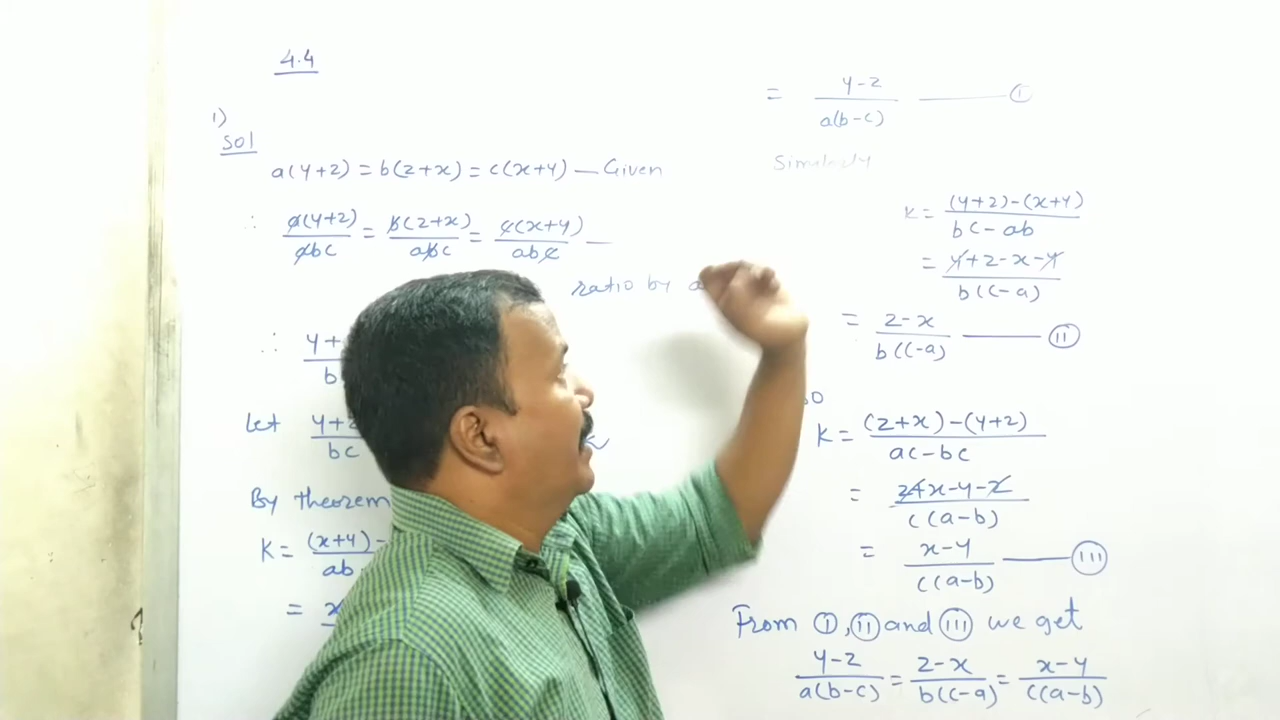 4.4
1)
Sol
a(y+z) = b(z+x) = c(x+y) — Given
∴ a(y+z)/abc = b(z+x)/abc = c(x+y)/abc —
ratio by a
∴ y+
b
Let y+z/bc
By theorem
K = (x+y)-/ab
= x
= y-z/a(b-c) — (I)
Similarly
K = (y+z)-(x+y)/bc-ab
= y+z-x-y/b(c-a)
= z-x/b(c-a) — (II)
K = (z+x)-(y+z)/ac-bc
= z+x-y-z/c(a-b)
= x-y/c(a-b) — (III)
From (I), (II) and (III) we get
y-z/a(b-c) = z-x/b(c-a) = x-y/c(a-b)